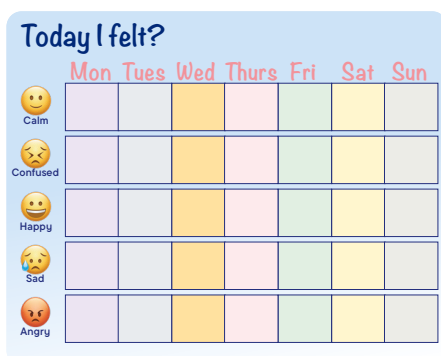 Today I felt?
Mon Tues Wed Thurs Fri Sat Sun
Calm
Confused
Happy
Sad
Angry